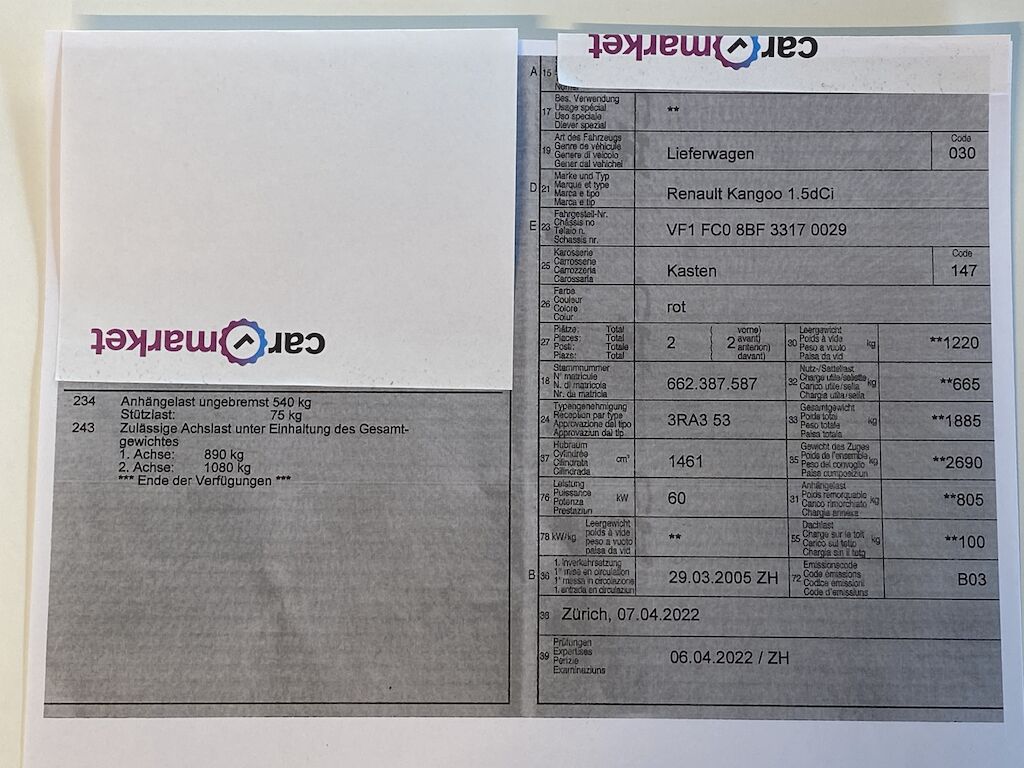 car market
234 Anhängelast ungebremst 540 kg
Stützlast: 75 kg
243 Zulässige Achslast unter Einhaltung des Gesamt-
gewichtes
1. Achse: 890 kg
2. Achse: 1080 kg
*** Ende der Verfügungen ***
car market
A 15
Bes. Verwendung
Usage spécial
17 **
Uso speciale
Diever spezial
Art des Fahrzeugs
Genre de véhicule
19 Lieferwagen Code 030
Genere di veicolo
Gener dal vehichel
Marke und Typ
Marque et type
D 21 Renault Kangoo 1.5dCi
Marca e tipo
Marca e tip
Fahrgestell-Nr.
Châssis no
E 23 VF1 FC0 8BF 3317 0029
Telaio n.
Schassis nr.
Karosserie
Carrosserie
25 Kasten Code 147
Carrozzeria
Carossaria
Farbe
Couleur
26 rot
Colore
Colur
Plätze: Total vorne) Leergewicht
Places: Total avant) Poids à vide
27 2 ( 2 30 kg **1220
Posti: Totale anteriori) Peso a vuoto
Plazs: Total davant) Paisa da vid
Stammnummer Nutz-/Sattellast
N° matricule Charge utile/sellette
18 662.387.587 32 kg **665
N. di matricola Carico utile/sella
Nr. da matricla Chargia utila/sella
Typengenehmigung Gesamtgewicht
Réception par type Poids total
24 3RA3 53 33 kg **1885
Approvazione del tipo Peso totale
Approvaziun dal tip Paisa totala
Hubraum Gewicht des Zuges
Cylindrée Poids de l'ensemble
37 cm³ 1461 35 kg **2690
Cilindrata Peso del convoglio
Cilindrada Paisa cumposiziun
Leistung Anhängelast
Puissance Poids remorquable
76 kW 60 31 kg **805
Potenza Carico rimorchiato
Prestaziun Chargia annexa
Leergewicht Dachlast
poids à vide Charge sur le toit
78 kW/kg ** 55 kg **100
peso a vuoto Carico sul tetto
paisa da vid Chargia sin il tetg
1. Inverkehrsetzung Emissionscode
1re mise en circulation Code émissions
B 36 29.03.2005 ZH 72 B03
1a messa in circolazione Codice emissioni
1. entrada en circulaziun Code d'emissiuns
38 Zürich, 07.04.2022
Prüfungen
Expertises
39 06.04.2022 / ZH
Perizie
Examinaziuns